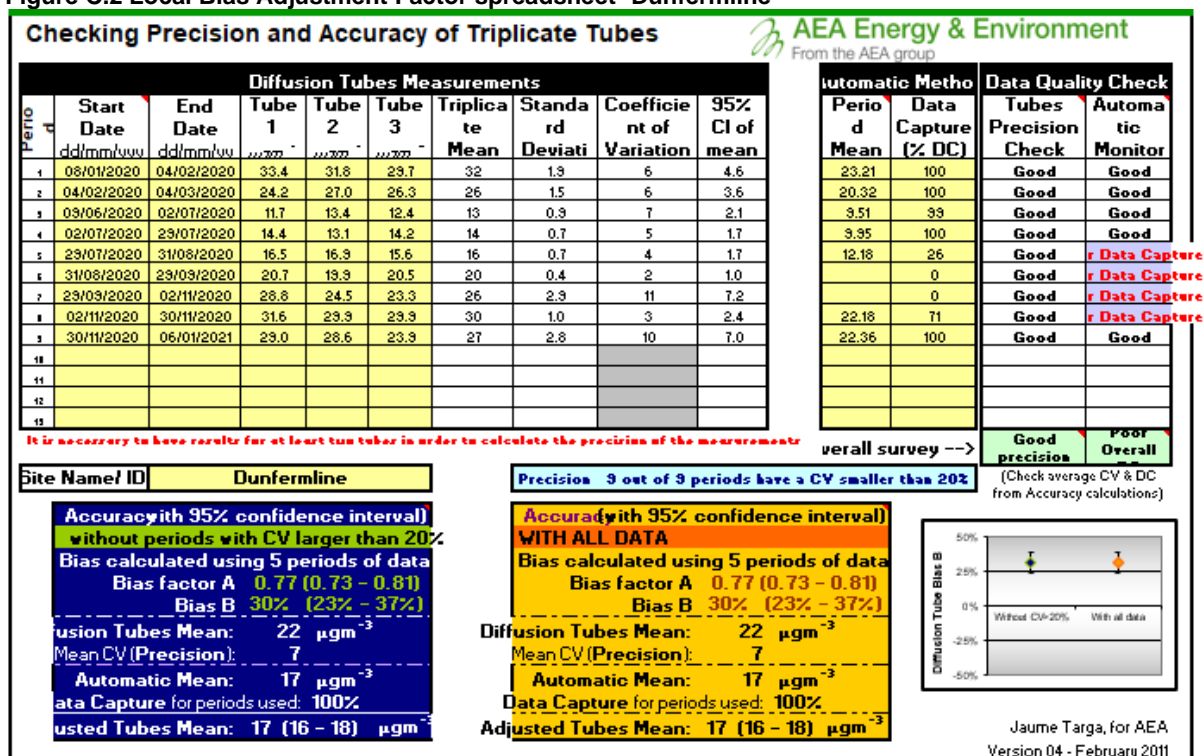 Figure C.2 Local Bias Adjustment Factor spreadsheet- Dunfermline
Checking Precision and Accuracy of Triplicate Tubes
AEA Energy & Environment
From the AEA group
Diffusion Tubes Measurements
utomatic Metho
Data Quality Check
Perio d Start Date dd/mm/yyyy End Date dd/mm/yy Tube 1 Tube 2 Tube 3 Triplica te Mean Standa rd Deviati Coefficie nt of Variation 95% CI of mean Perio d Mean Data Capture (% DC) Tubes Precision Check Automa tic Monitor
1 08/01/2020 04/02/2020 33.4 31.8 29.7 32 1.9 6 4.6 23.21 100 Good Good
2 04/02/2020 04/03/2020 24.2 27.0 26.3 26 1.5 6 3.6 20.32 100 Good Good
3 09/06/2020 02/07/2020 11.7 13.4 12.4 13 0.9 7 2.1 9.51 99 Good Good
4 02/07/2020 29/07/2020 14.4 13.1 14.2 14 0.7 5 1.7 9.95 100 Good Good
5 29/07/2020 31/08/2020 16.5 16.9 15.6 16 0.7 4 1.7 12.18 26 Good r Data Capture
6 31/08/2020 29/09/2020 20.7 19.9 20.5 20 0.4 2 1.0 0 Good r Data Capture
7 29/09/2020 02/11/2020 28.8 24.5 23.3 26 2.9 11 7.2 0 Good r Data Capture
8 02/11/2020 30/11/2020 31.6 29.9 29.9 30 1.0 3 2.4 22.18 71 Good r Data Capture
9 30/11/2020 06/01/2021 29.0 28.6 23.9 27 2.8 10 7.0 22.36 100 Good Good
10
11
12
13
It is necessary to have results for at least two tubes in order to calculate the precision of the measurements
verall survey -->
Good precision
Poor Overall
(Check average CV & DC
from Accuracy calculations)
Site Name/ ID
Dunfermline
Precision 9 out of 9 periods have a CV smaller than 20%
Accuracy with 95% confidence interval)
without periods with CV larger than 20%
Bias calculated using 5 periods of data
Bias factor A 0.77 (0.73 - 0.81)
Bias B 30% (23% - 37%)
usion Tubes Mean: 22 μgm-3
Mean CV (Precision): 7
Automatic Mean: 17 μgm-3
ata Capture for periods used: 100%
usted Tubes Mean: 17 (16 - 18) μgm-3
Accurac (with 95% confidence interval)
WITH ALL DATA
Bias calculated using 5 periods of data
Bias factor A 0.77 (0.73 - 0.81)
Bias B 30% (23% - 37%)
Diffusion Tubes Mean: 22 μgm-3
Mean CV (Precision): 7
Automatic Mean: 17 μgm-3
Data Capture for periods used: 100%
Adjusted Tubes Mean: 17 (16 - 18) μgm-3
Diffusion Tube Bias B
50%
25%
0%
-25%
-50%
Without CV>20%
With all data
Jaume Targa, for AEA
Version 04 - February 2011